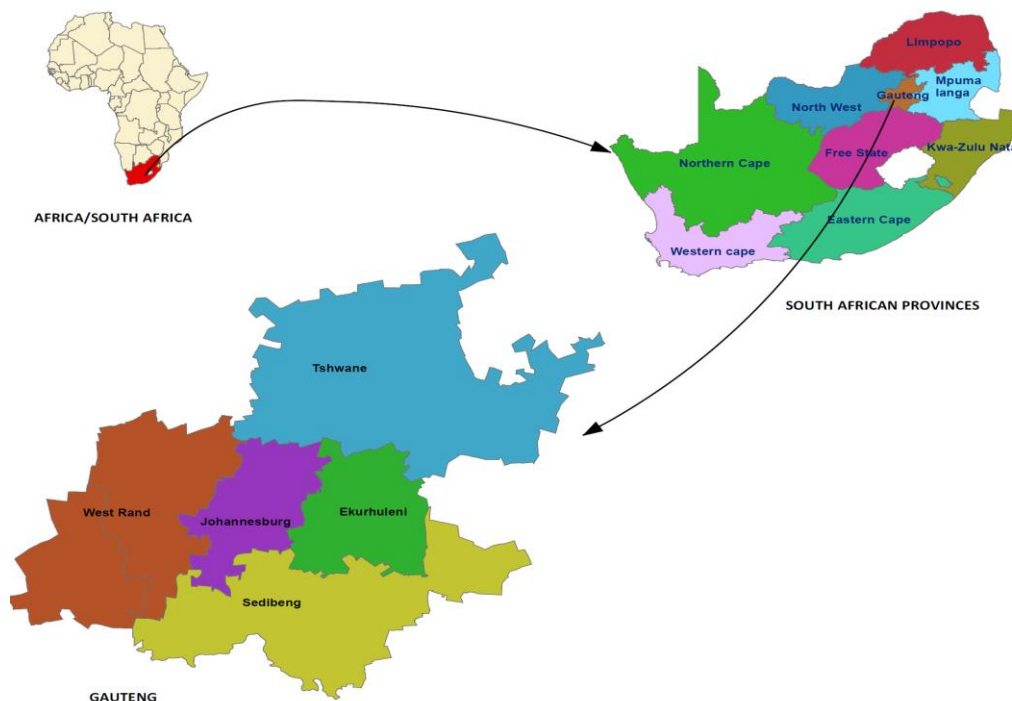 AFRICA/SOUTH AFRICA
Limpopo
Mpuma
langa
Gauteng
North West
Free State
Kwa-Zulu Nata
Northern Cape
Eastern Cape
Western cape
SOUTH AFRICAN PROVINCES
Tshwane
West Rand
Johannesburg
Ekurhuleni
Sedibeng
GAUTENG